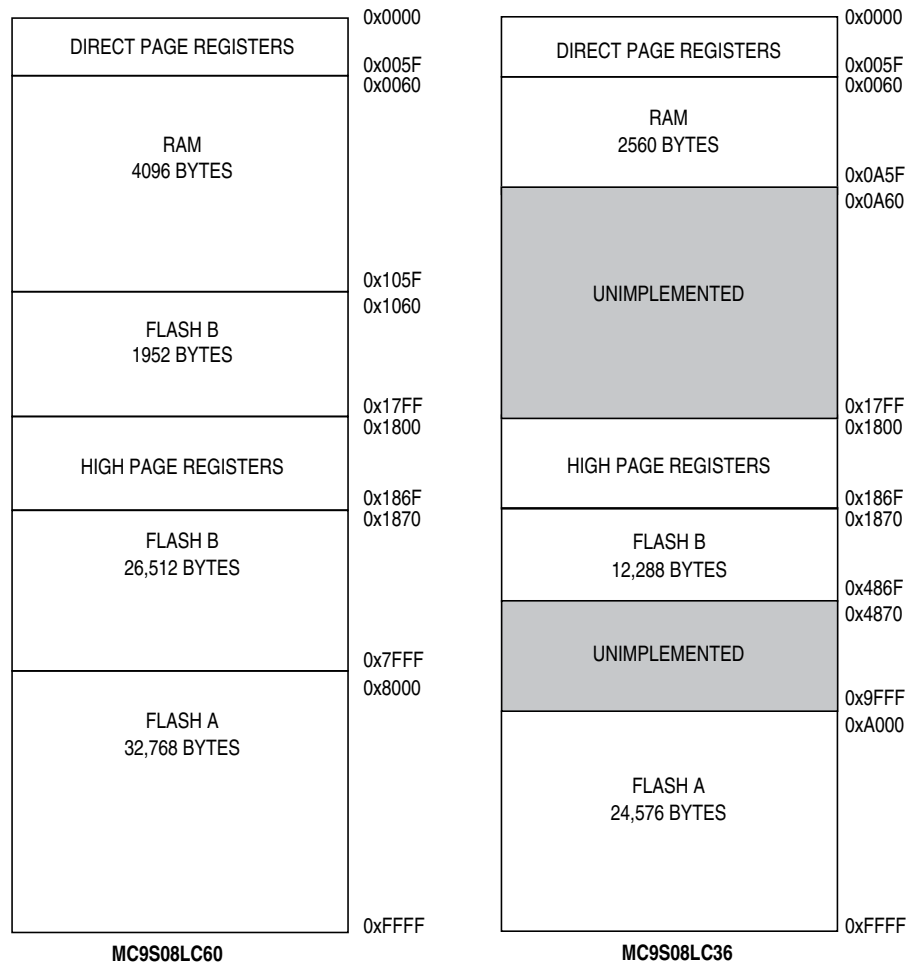 0x0000
DIRECT PAGE REGISTERS
0x005F
0x0060
RAM
4096 BYTES
0x105F
0x1060
FLASH B
1952 BYTES
0x17FF
0x1800
HIGH PAGE REGISTERS
0x186F
0x1870
FLASH B
26,512 BYTES
0x7FFF
0x8000
FLASH A
32,768 BYTES
0xFFFF
MC9S08LC60
0x0000
DIRECT PAGE REGISTERS
0x005F
0x0060
RAM
2560 BYTES
0x0A5F
0x0A60
UNIMPLEMENTED
0x17FF
0x1800
HIGH PAGE REGISTERS
0x186F
0x1870
FLASH B
12,288 BYTES
0x486F
0x4870
UNIMPLEMENTED
0x9FFF
0xA000
FLASH A
24,576 BYTES
0xFFFF
MC9S08LC36